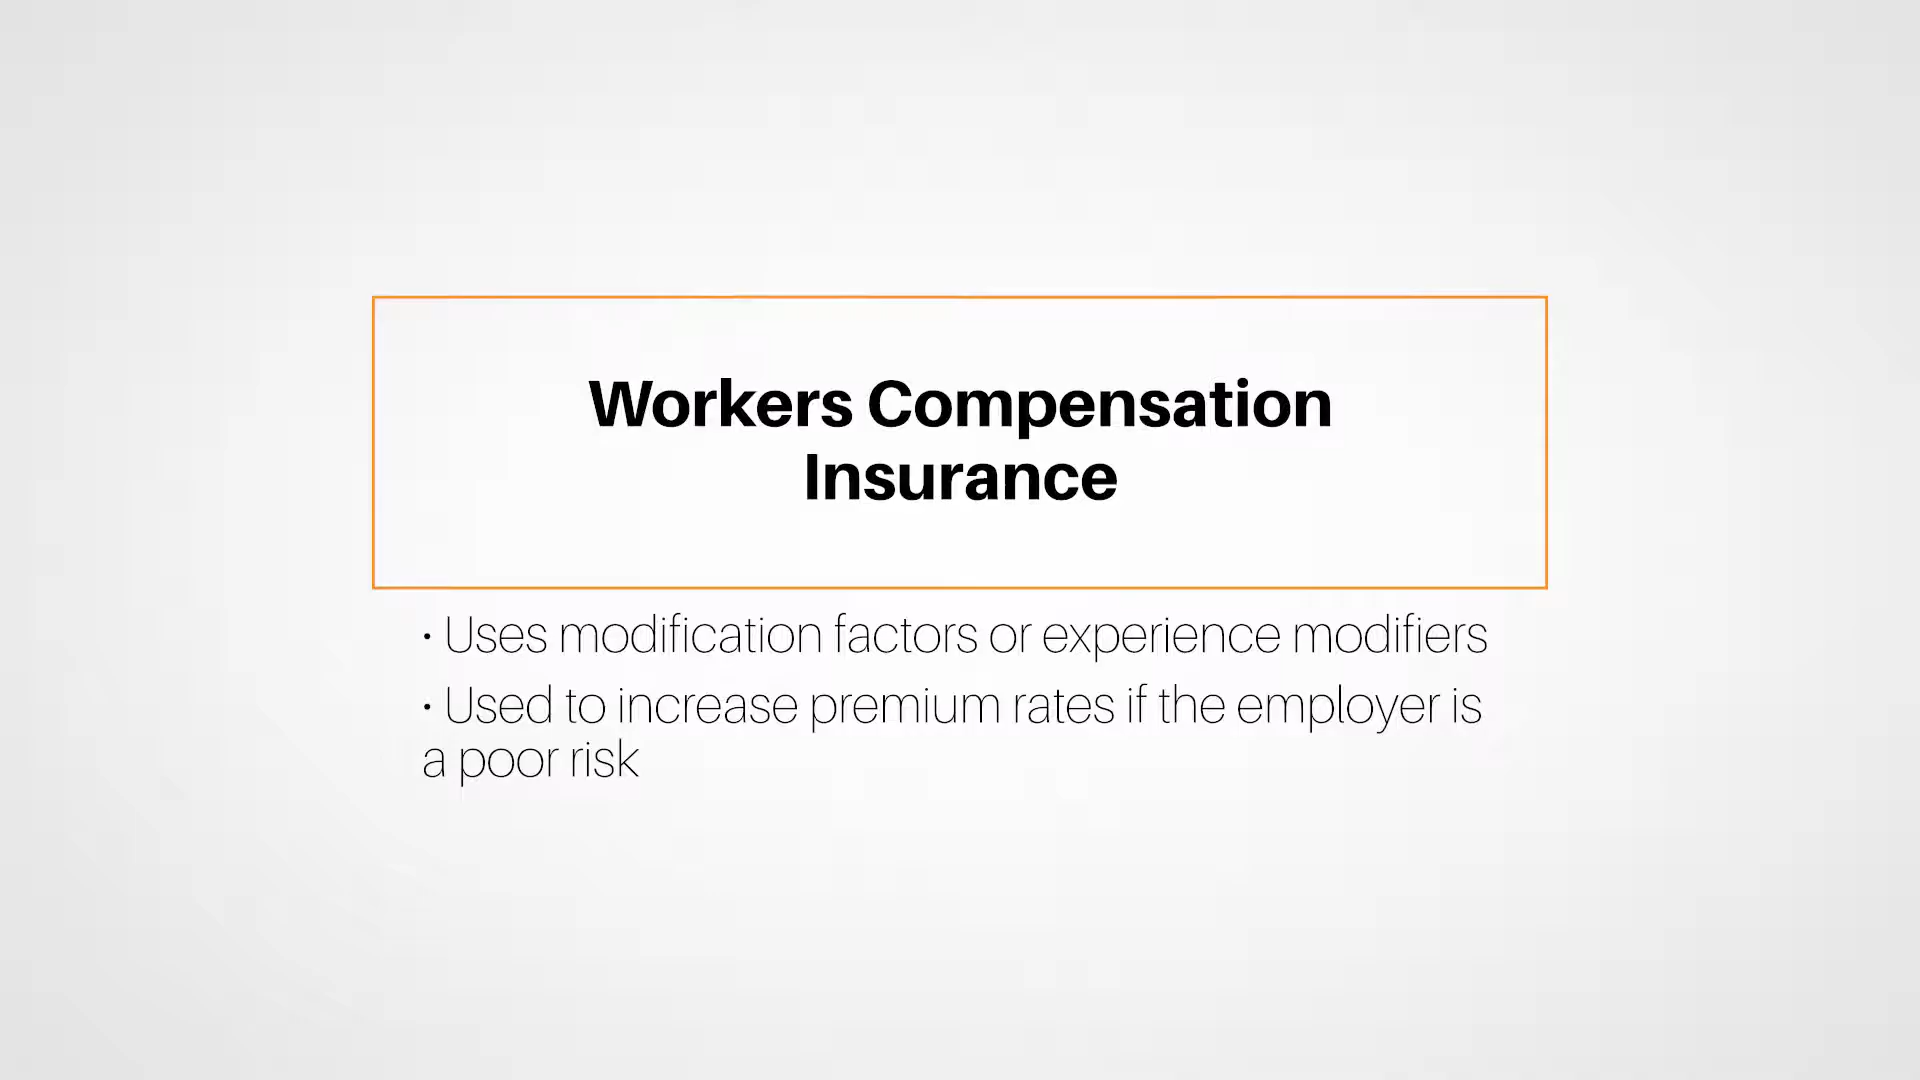 Workers Compensation
Insurance
· Uses modification factors or experience modifiers
· Used to increase premium rates if the employer is
a poor risk